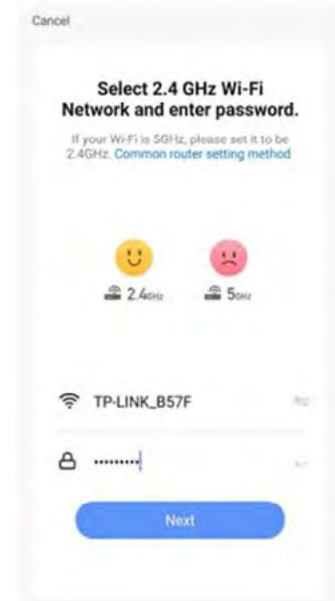 Cancel
Select 2.4 GHz Wi-Fi
Network and enter password.
If your Wi-Fi is 5GHz, please set it to be
2.4GHz. Common router setting method
2.4GHz
5GHz
TP-LINK_B57F
•••••••••
Next